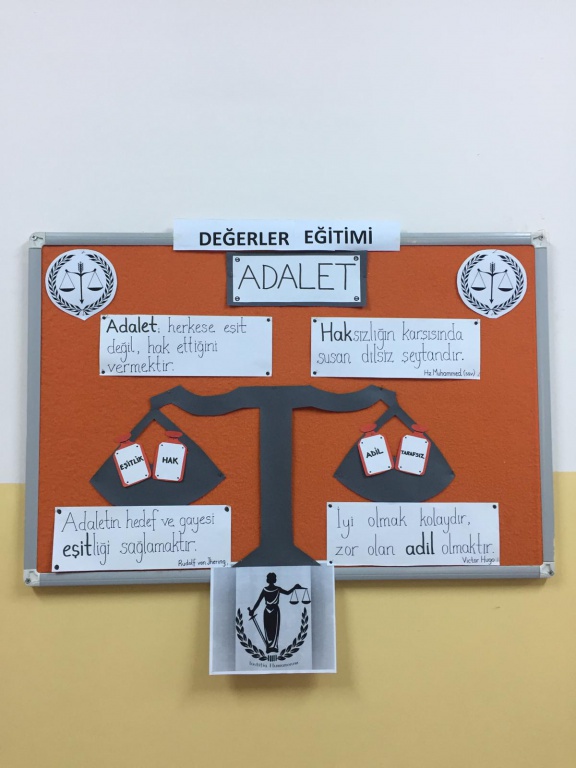 DEĞERLER EĞİTİMİ
ADALET
Adalet, herkese eşit
değil, hak ettiğini
vermektir.
Haksızlığın karşısında
susan dilsiz şeytandır.
Hz Muhammed (sav)
EŞİTLİK
HAK
ADİL
TARAFSIZ
Adaletin hedef ve gayesi
eşitliği sağlamaktır.
Rudolf von Jhering
İyi olmak kolaydır,
zor olan adil olmaktır.
Victor Hugo